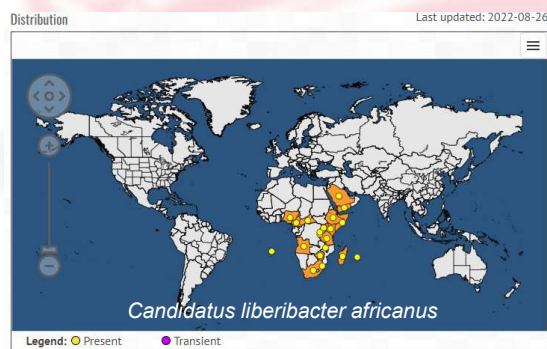 Distribution
Last updated: 2022-08-26
Candidatus liberibacter africanus
Legend: Present Transient